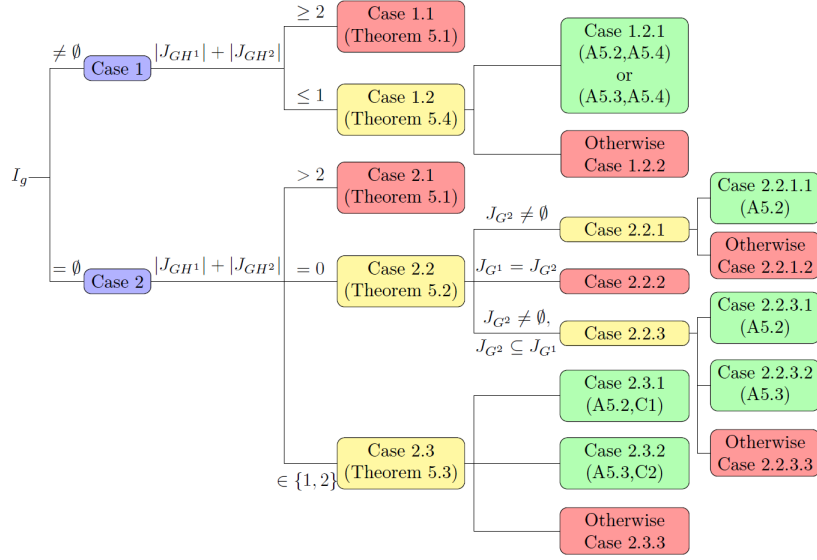 I_g
≠ ∅
Case 1
|J_{GH^1}| + |J_{GH^2}|
≥ 2
Case 1.1
(Theorem 5.1)
≤ 1
Case 1.2
(Theorem 5.4)
Case 1.2.1
(A5.2,A5.4)
or
(A5.3,A5.4)
Otherwise
Case 1.2.2
= ∅
Case 2
|J_{GH^1}| + |J_{GH^2}|
> 2
Case 2.1
(Theorem 5.1)
= 0
Case 2.2
(Theorem 5.2)
J_{G^2} ≠ ∅
Case 2.2.1
Case 2.2.1.1
(A5.2)
Otherwise
Case 2.2.1.2
J_{G^1} = J_{G^2}
Case 2.2.2
J_{G^2} ≠ ∅,
J_{G^2} ⊆ J_{G^1}
Case 2.2.3
Case 2.2.3.1
(A5.2)
Case 2.2.3.2
(A5.3)
Otherwise
Case 2.2.3.3
∈ {1, 2}
Case 2.3
(Theorem 5.3)
Case 2.3.1
(A5.2,C1)
Case 2.3.2
(A5.3,C2)
Otherwise
Case 2.3.3